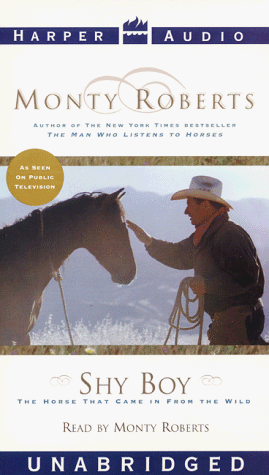 HARPER AUDIO
MONTY ROBERTS
AUTHOR OF THE NEW YORK TIMES BESTSELLER
THE MAN WHO LISTENS TO HORSES
AS SEEN
ON PUBLIC
TELEVISION
SHY BOY
THE HORSE THAT CAME IN FROM THE WILD
READ BY MONTY ROBERTS
UNABRIDGED